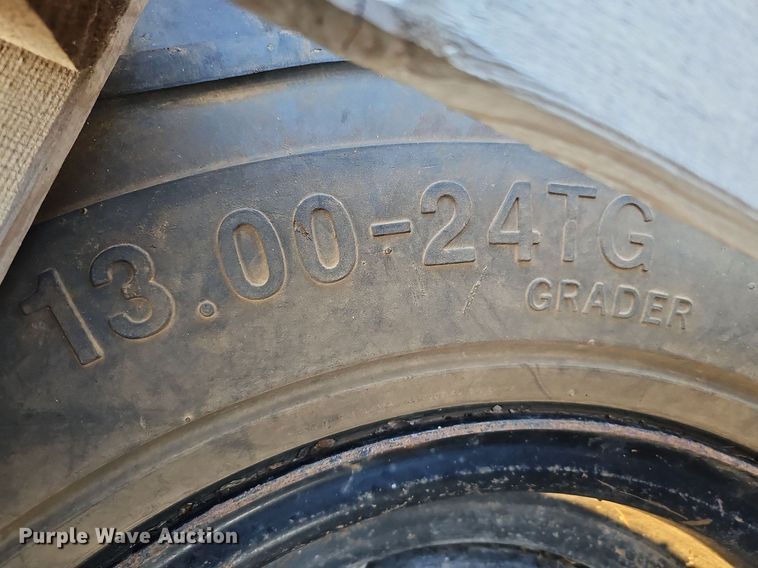 13.00-24TG
GRADER
Purple Wave Auction